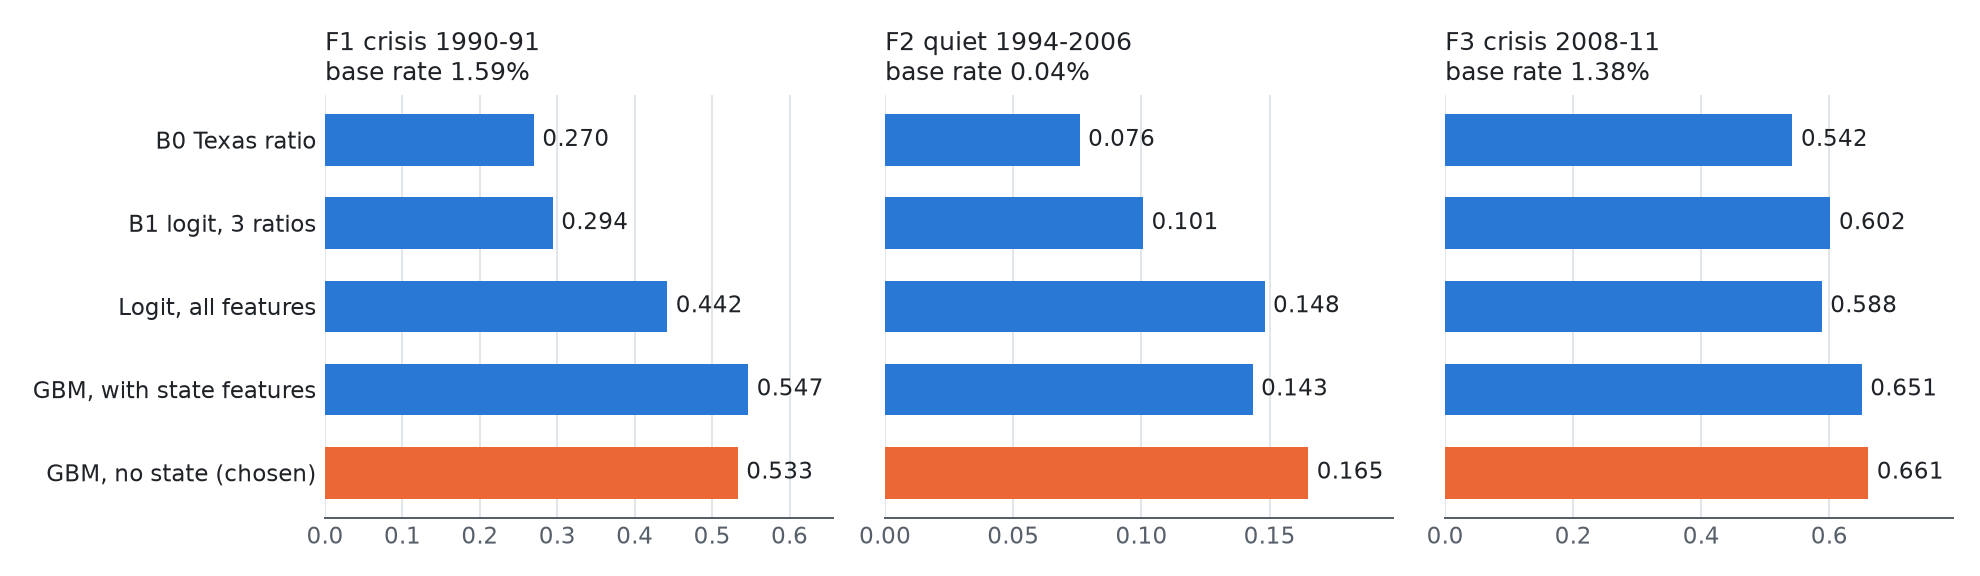 F1 crisis 1990-91
base rate 1.59%
F2 quiet 1994-2006
base rate 0.04%
F3 crisis 2008-11
base rate 1.38%
B0 Texas ratio
0.270
0.076
0.542
B1 logit, 3 ratios
0.294
0.101
0.602
Logit, all features
0.442
0.148
0.588
GBM, with state features
0.547
0.143
0.651
GBM, no state (chosen)
0.533
0.165
0.661
0.0 0.1 0.2 0.3 0.4 0.5 0.6
0.00 0.05 0.10 0.15
0.0 0.2 0.4 0.6